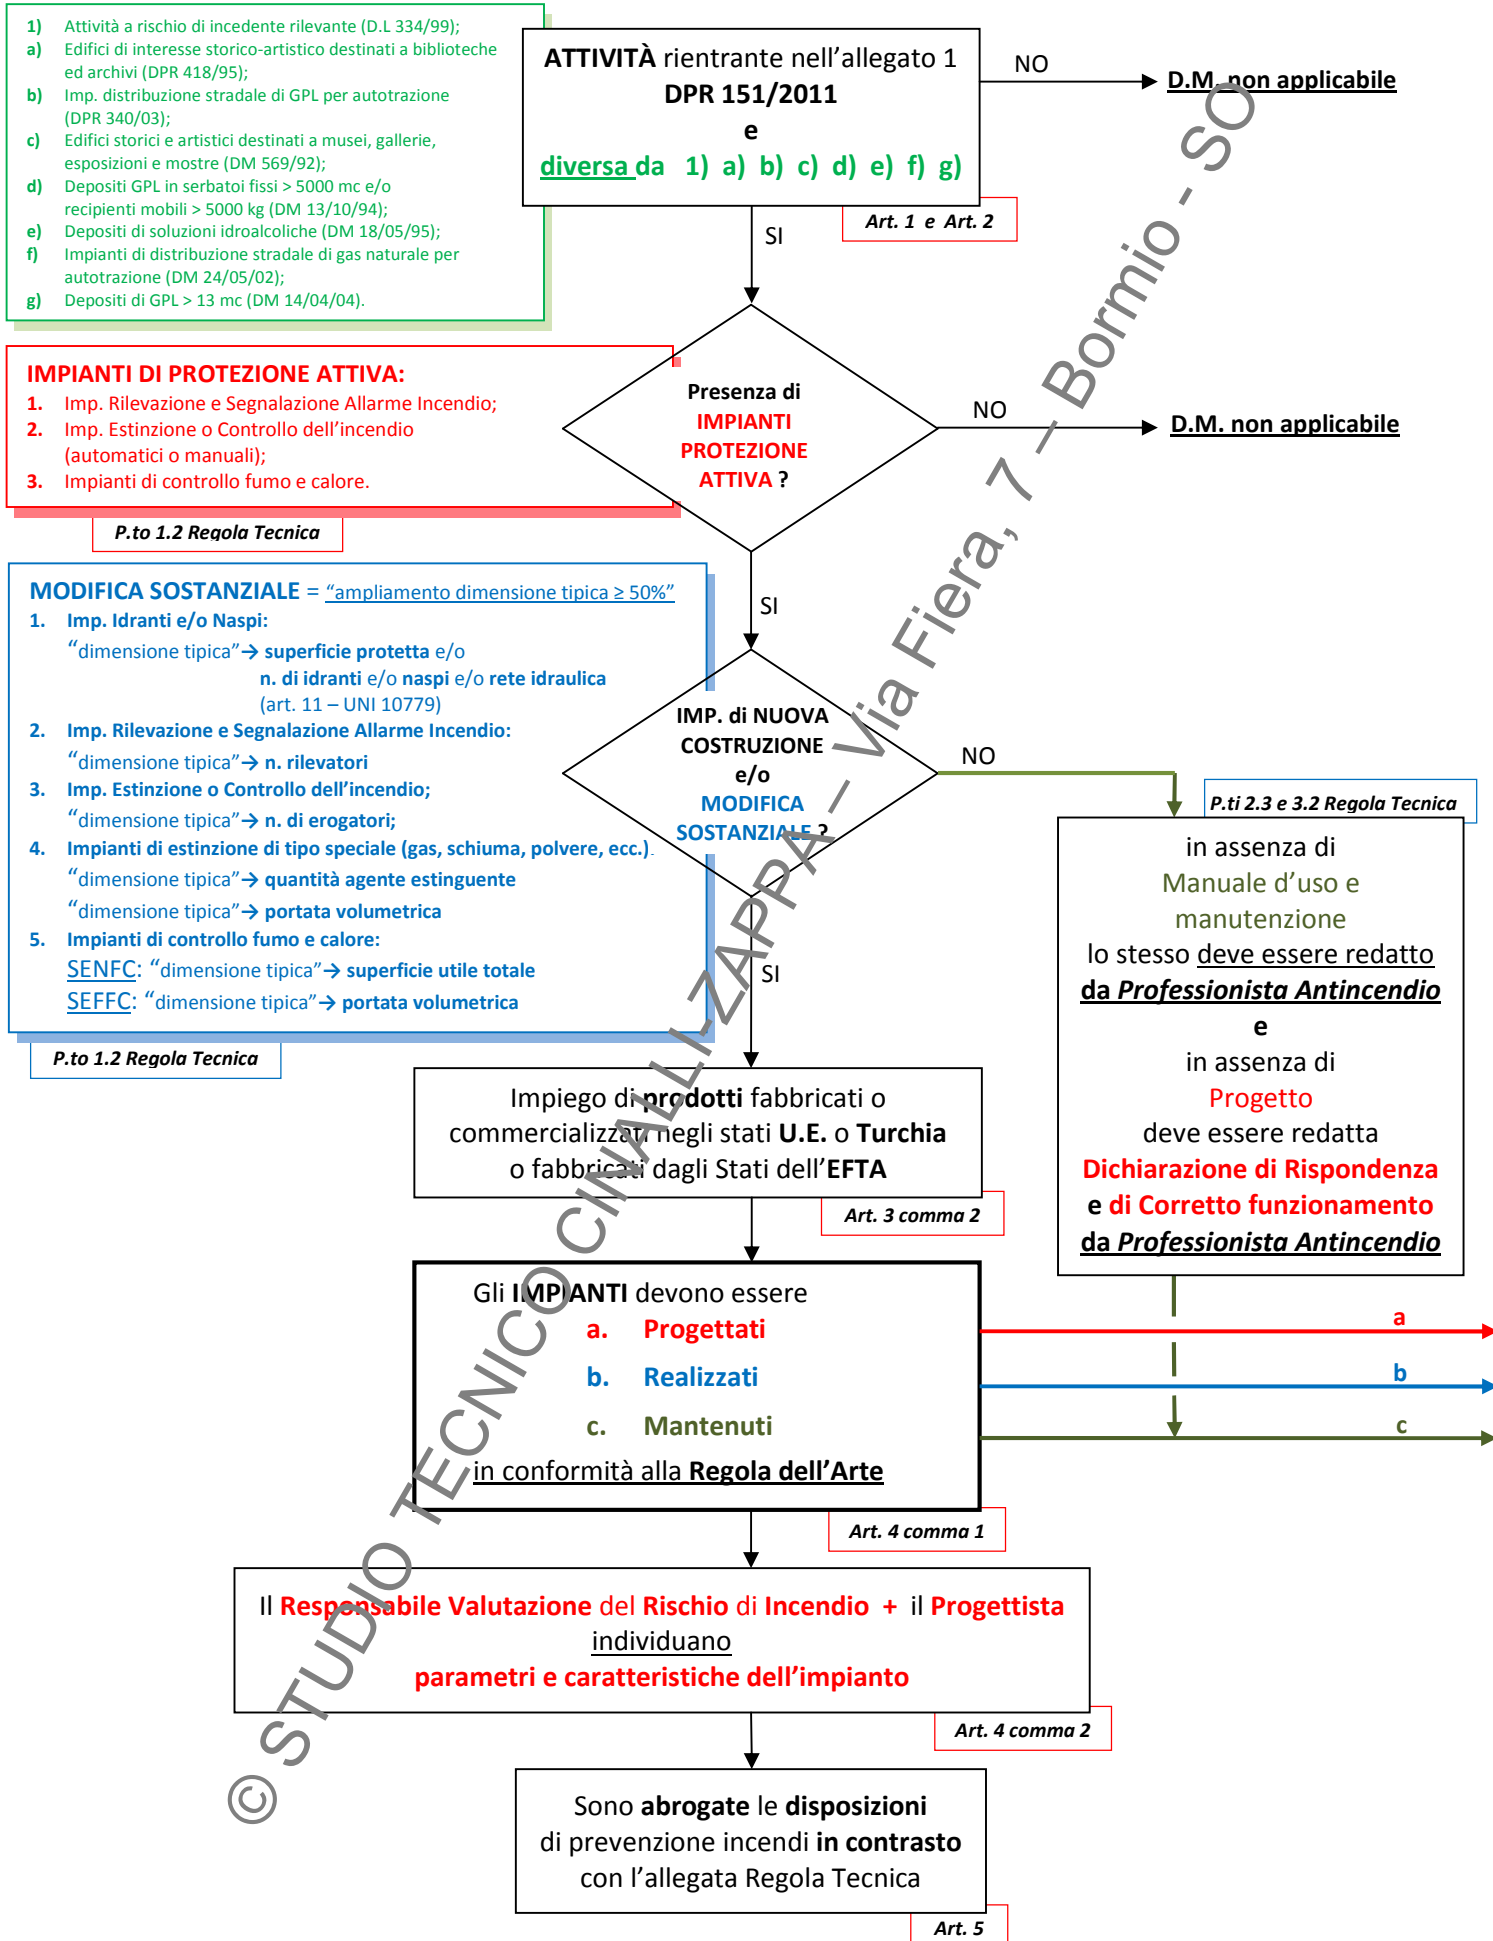 1) Attività a rischio di incedente rilevante (D.L 334/99);
a) Edifici di interesse storico-artistico destinati a biblioteche
ed archivi (DPR 418/95);
b) Imp. distribuzione stradale di GPL per autotrazione
(DPR 340/03);
c) Edifici storici e artistici destinati a musei, gallerie,
esposizioni e mostre (DM 569/92);
d) Depositi GPL in serbatoi fissi > 5000 mc e/o
recipienti mobili > 5000 kg (DM 13/10/94);
e) Depositi di soluzioni idroalcoliche (DM 18/05/95);
f) Impianti di distribuzione stradale di gas naturale per
autotrazione (DM 24/05/02);
g) Depositi di GPL > 13 mc (DM 14/04/04).
ATTIVITÀ rientrante nell'allegato 1
DPR 151/2011
e
diversa da 1) a) b) c) d) e) f) g)
Art. 1 e Art. 2
NO
D.M. non applicabile
SI
IMPIANTI DI PROTEZIONE ATTIVA:
1. Imp. Rilevazione e Segnalazione Allarme Incendio;
2. Imp. Estinzione o Controllo dell'incendio
(automatici o manuali);
3. Impianti di controllo fumo e calore.
P.to 1.2 Regola Tecnica
Presenza di
IMPIANTI
PROTEZIONE
ATTIVA ?
NO
D.M. non applicabile
SI
MODIFICA SOSTANZIALE = "ampliamento dimensione tipica ≥ 50%"
1. Imp. Idranti e/o Naspi:
"dimensione tipica"→ superficie protetta e/o
n. di idranti e/o naspi e/o rete idraulica
(art. 11 – UNI 10779)
2. Imp. Rilevazione e Segnalazione Allarme Incendio:
"dimensione tipica"→ n. rilevatori
3. Imp. Estinzione o Controllo dell'incendio;
"dimensione tipica"→ n. di erogatori;
4. Impianti di estinzione di tipo speciale (gas, schiuma, polvere, ecc.).
"dimensione tipica"→ quantità agente estinguente
"dimensione tipica"→ portata volumetrica
5. Impianti di controllo fumo e calore:
SENFC: "dimensione tipica"→ superficie utile totale
SEFFC: "dimensione tipica"→ portata volumetrica
P.to 1.2 Regola Tecnica
IMP. di NUOVA
COSTRUZIONE
e/o
MODIFICA
SOSTANZIALE ?
NO
SI
P.ti 2.3 e 3.2 Regola Tecnica
in assenza di
Manuale d'uso e
manutenzione
lo stesso deve essere redatto
da Professionista Antincendio
e
in assenza di
Progetto
deve essere redatta
Dichiarazione di Rispondenza
e di Corretto funzionamento
da Professionista Antincendio
Impiego di prodotti fabbricati o
commercializzati negli stati U.E. o Turchia
o fabbricati dagli Stati dell'EFTA
Art. 3 comma 2
Gli IMPIANTI devono essere
a. Progettati
b. Realizzati
c. Mantenuti
in conformità alla Regola dell'Arte
a
b
c
Art. 4 comma 1
Il Responsabile Valutazione del Rischio di Incendio + il Progettista
individuano
parametri e caratteristiche dell'impianto
Art. 4 comma 2
Sono abrogate le disposizioni
di prevenzione incendi in contrasto
con l'allegata Regola Tecnica
Art. 5
© STUDIO TECNICO CINALLI-ZAPPA – Via Fiera, 7 – Bormio - SO